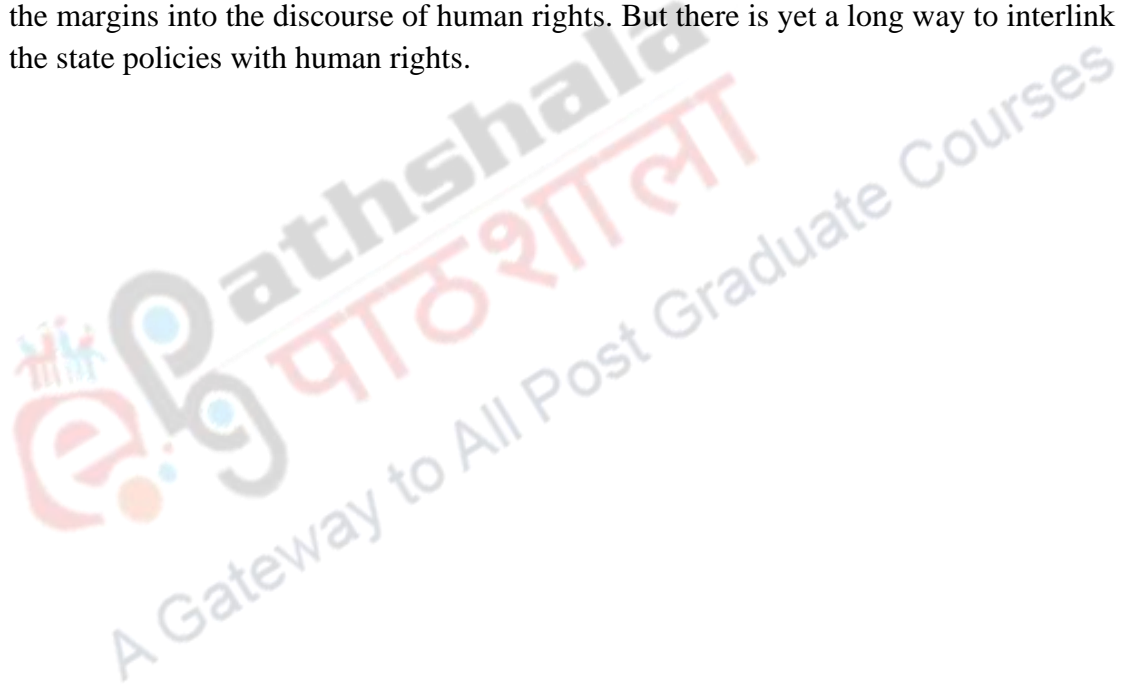 the margins into the discourse of human rights. But there is yet a long way to interlink
the state policies with human rights.
e Pathshala
पाठशाला
A Gateway to All Post Graduate Courses